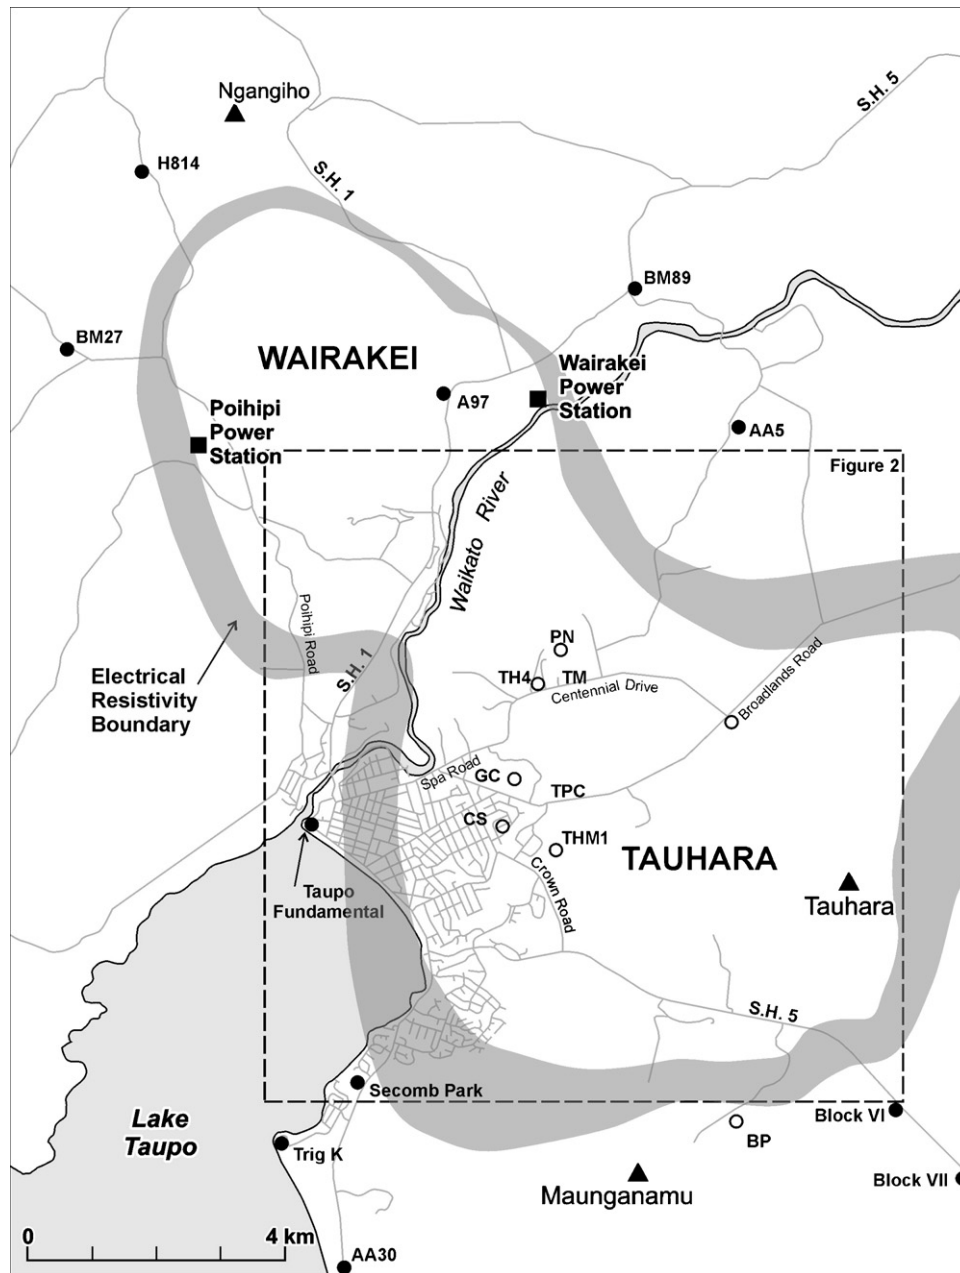 Ngangiho
S.H. 5
H814
S.H. 1
BM89
BM27
WAIRAKEI
Wairakei
Power
Station
A97
Poihipi
Power
Station
AA5
Figure 2
Waikato River
Poihipi Road
S.H. 1
PN
TH4
TM
Centennial Drive
Broadlands Road
Electrical
Resistivity
Boundary
Spa Road
GC
TPC
CS
THM1
TAUHARA
Crown Road
Tauhara
Taupo
Fundamental
S.H. 5
Secomb Park
Lake
Taupo
Trig K
Block VI
BP
Maunganamu
Block VII
0
4 km
AA30